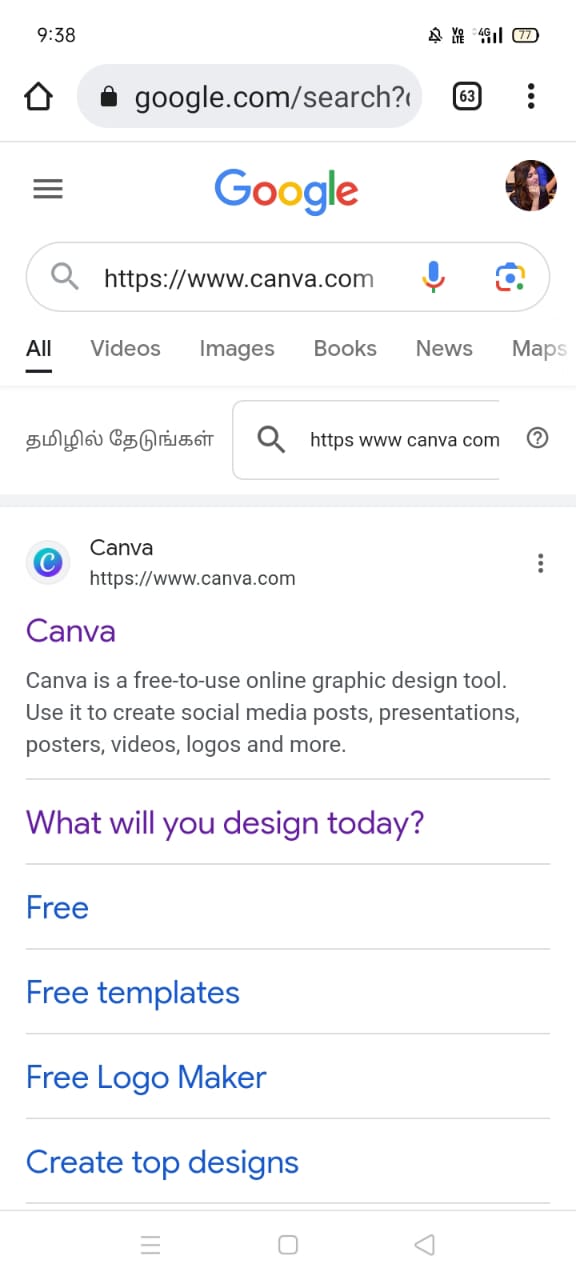 9:38
Vo LTE 4G 77
google.com/search?
63
Google
https://www.canva.com
All Videos Images Books News Maps
தமிழில் தேடுங்கள் https www canva com
Canva
https://www.canva.com
Canva
Canva is a free-to-use online graphic design tool.
Use it to create social media posts, presentations,
posters, videos, logos and more.
What will you design today?
Free
Free templates
Free Logo Maker
Create top designs